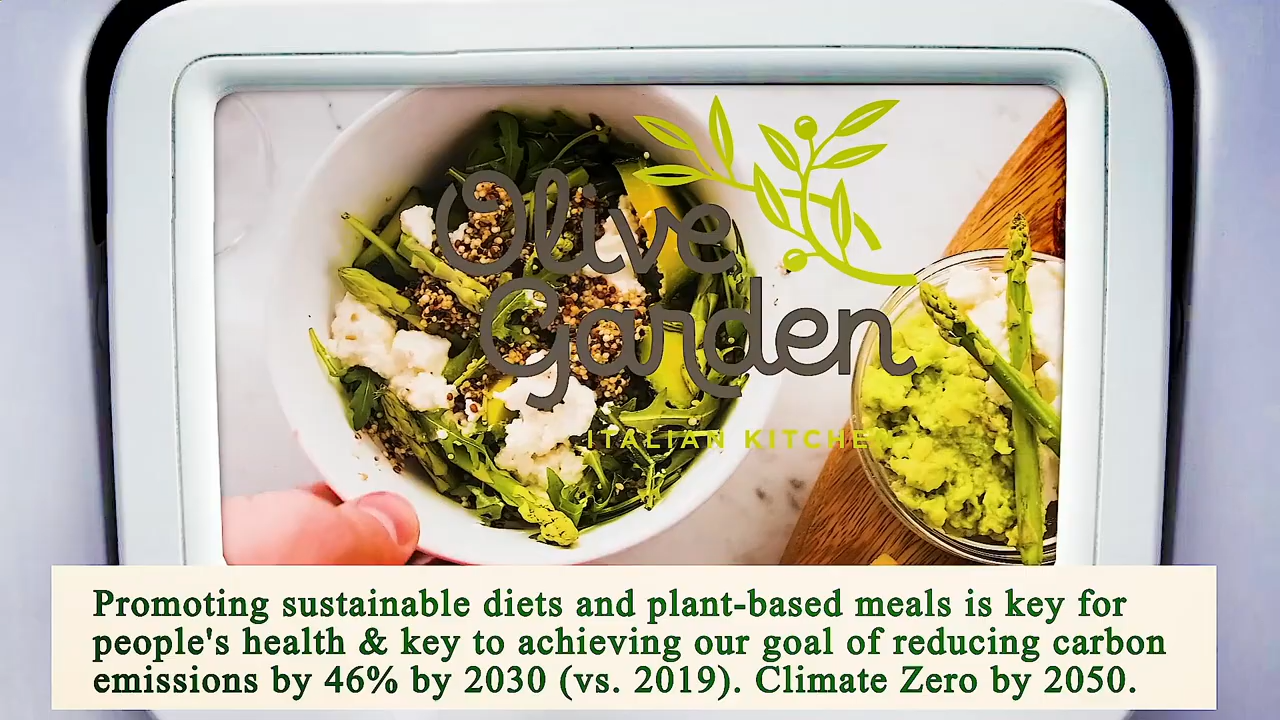 Olive
Garden
ITALIAN KITCHEN
Promoting sustainable diets and plant-based meals is key for
people's health & key to achieving our goal of reducing carbon
emissions by 46% by 2030 (vs. 2019). Climate Zero by 2050.